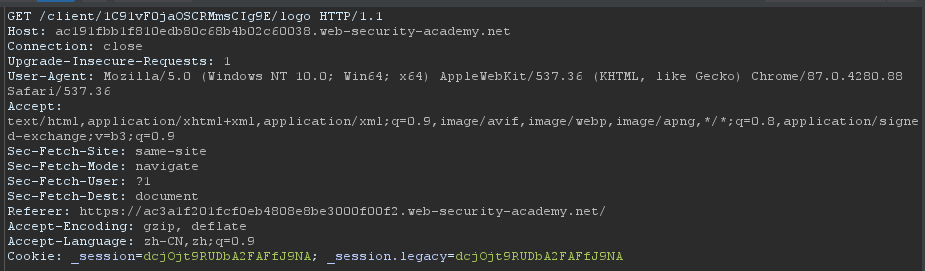 GET /client/1C91vF0jaOSCRMmsCIg9E/logo HTTP/1.1
Host: ac191fbb1f810edb80c68b4b02c60038.web-security-academy.net
Connection: close
Upgrade-Insecure-Requests: 1
User-Agent: Mozilla/5.0 (Windows NT 10.0; Win64; x64) AppleWebKit/537.36 (KHTML, like Gecko) Chrome/87.0.4280.88
Safari/537.36
Accept:
text/html,application/xhtml+xml,application/xml;q=0.9,image/avif,image/webp,image/apng,*/*;q=0.8,application/signe
d-exchange;v=b3;q=0.9
Sec-Fetch-Site: same-site
Sec-Fetch-Mode: navigate
Sec-Fetch-User: ?1
Sec-Fetch-Dest: document
Referer: https://ac3a1f201fcf0eb4808e8be3000f00f2.web-security-academy.net/
Accept-Encoding: gzip, deflate
Accept-Language: zh-CN,zh;q=0.9
Cookie: _session=dcjOjt9RUDbA2FAFfJ9NA; _session.legacy=dcjOjt9RUDbA2FAFfJ9NA